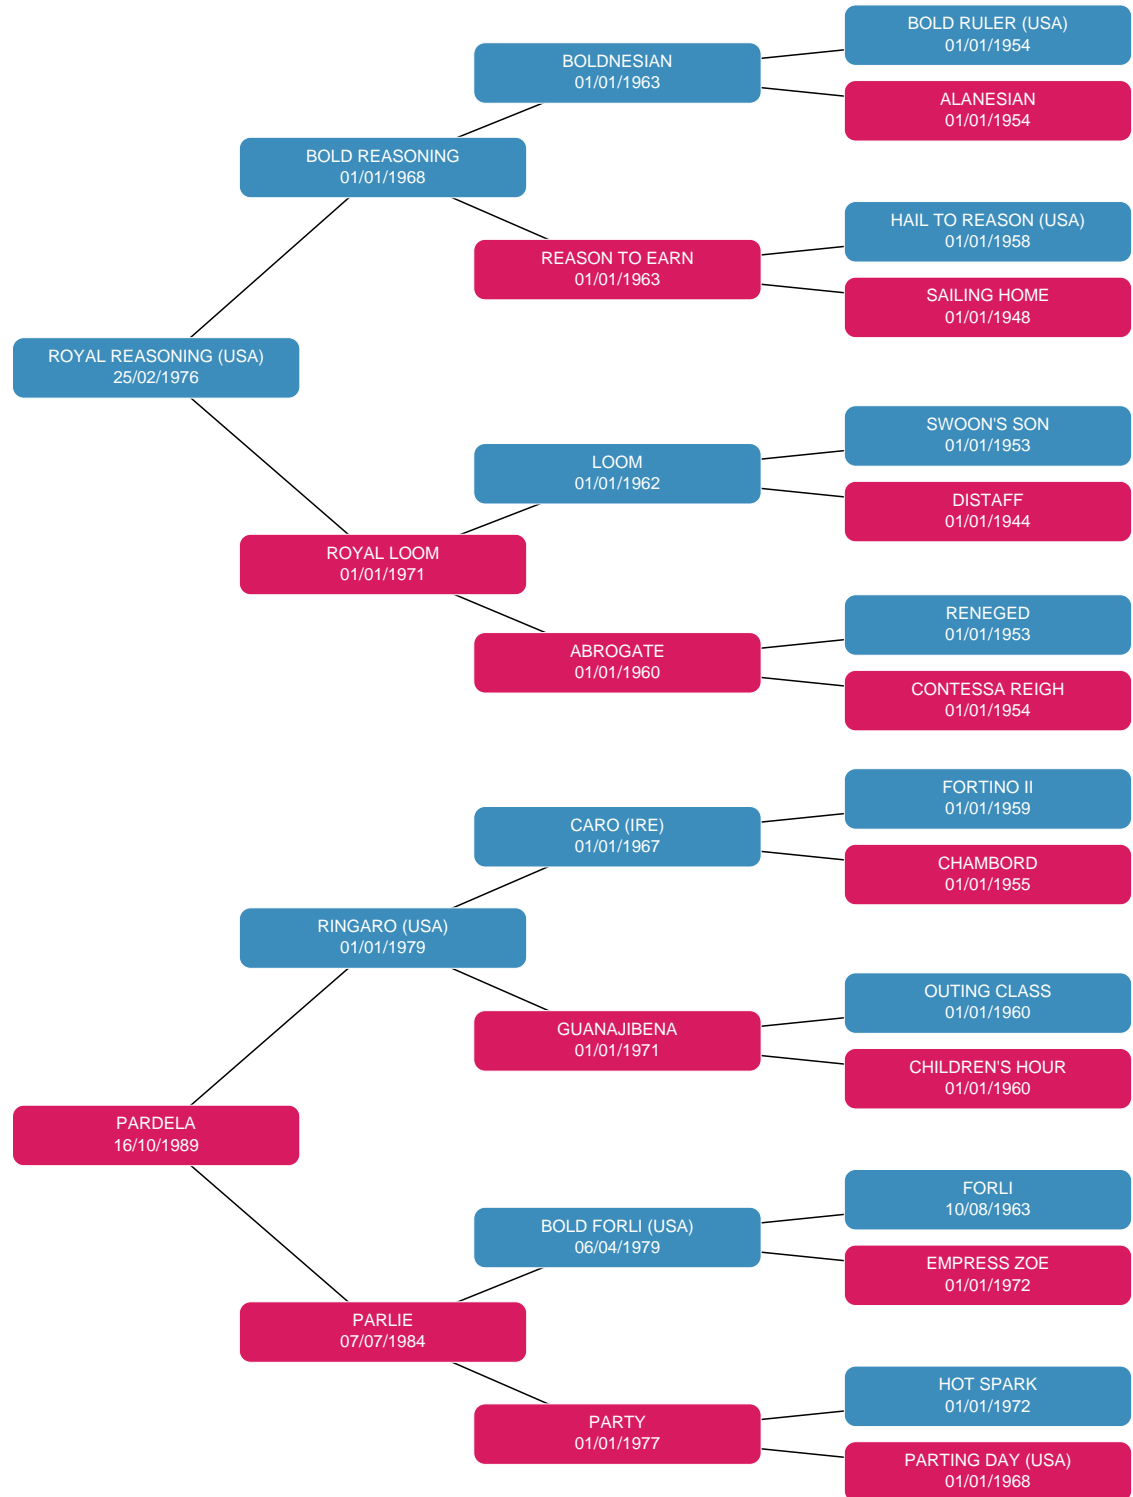 BOLD RULER (USA)
01/01/1954
BOLDNESIAN
01/01/1963
ALANESIAN
01/01/1954
BOLD REASONING
01/01/1968
HAIL TO REASON (USA)
01/01/1958
REASON TO EARN
01/01/1963
SAILING HOME
01/01/1948
ROYAL REASONING (USA)
25/02/1976
SWOON'S SON
01/01/1953
LOOM
01/01/1962
DISTAFF
01/01/1944
ROYAL LOOM
01/01/1971
RENEGED
01/01/1953
ABROGATE
01/01/1960
CONTESSA REIGH
01/01/1954
FORTINO II
01/01/1959
CARO (IRE)
01/01/1967
CHAMBORD
01/01/1955
RINGARO (USA)
01/01/1979
OUTING CLASS
01/01/1960
GUANAJIBENA
01/01/1971
CHILDREN'S HOUR
01/01/1960
PARDELA
16/10/1989
FORLI
10/08/1963
BOLD FORLI (USA)
06/04/1979
EMPRESS ZOE
01/01/1972
PARLIE
07/07/1984
HOT SPARK
01/01/1972
PARTY
01/01/1977
PARTING DAY (USA)
01/01/1968